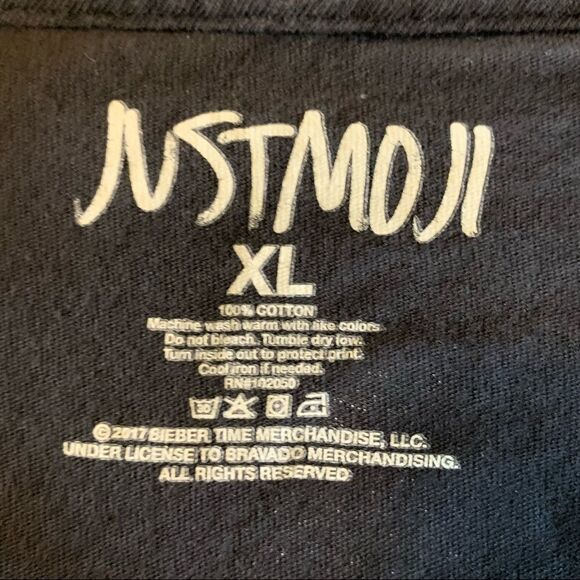 JUSTMOJI
XL
100% COTTON
Machine wash warm with like colors.
Do not bleach. Tumble dry low.
Turn inside out to protect print.
Cool iron if needed.
RN#102050
30
©2017 BIEBER TIME MERCHANDISE, LLC.
UNDER LICENSE TO BRAVADO MERCHANDISING.
ALL RIGHTS RESERVED